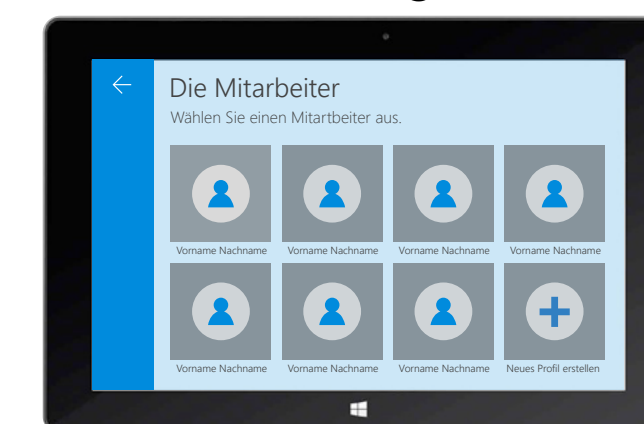 Die Mitarbeiter
Wählen Sie einen Mitartbeiter aus.
Vorname Nachname Vorname Nachname Vorname Nachname Vorname Nachname
Vorname Nachname Vorname Nachname Vorname Nachname Neues Profil erstellen